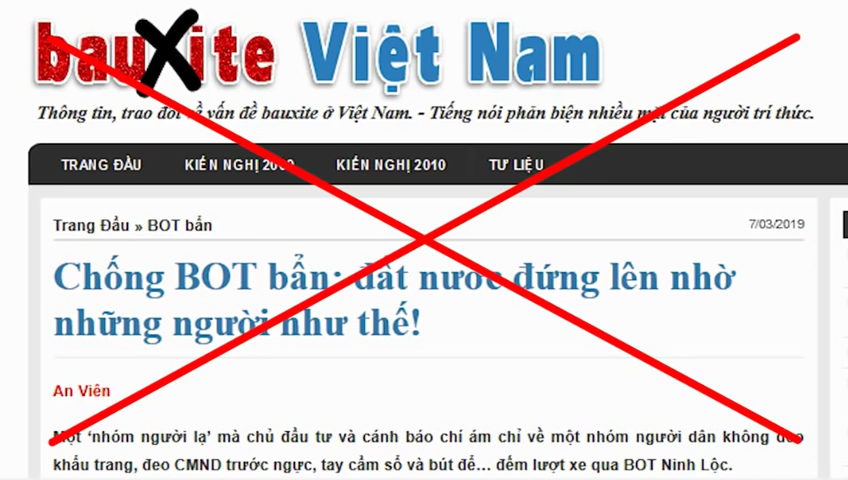 bauxite Việt Nam
Thông tin, trao đổi về vấn đề bauxite ở Việt Nam. - Tiếng nói phản biện nhiều mặt của người trí thức.
TRANG ĐẦU KIẾN NGHỊ 2009 KIẾN NGHỊ 2010 TƯ LIỆU
Trang Đầu » BOT bẩn 7/03/2019
Chống BOT bẩn: đất nước đứng lên nhờ
những người như thế!
An Viên
Một ‘nhóm người lạ’ mà chủ đầu tư và cánh báo chí ám chỉ về một nhóm người dân không đeo
khẩu trang, đeo CMND trước ngực, tay cầm sổ và bút để… đếm lượt xe qua BOT Ninh Lộc.